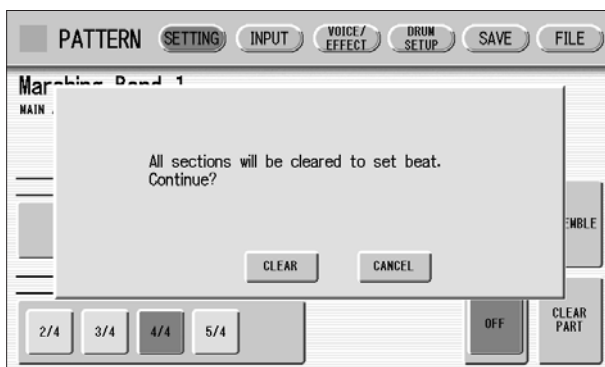 PATTERN SETTING INPUT VOICE/ EFFECT DRUM SETUP SAVE FILE
MAIN
All sections will be cleared to set beat.
Continue?
CLEAR CANCEL
2/4 3/4 4/4 5/4 OFF CLEAR PART